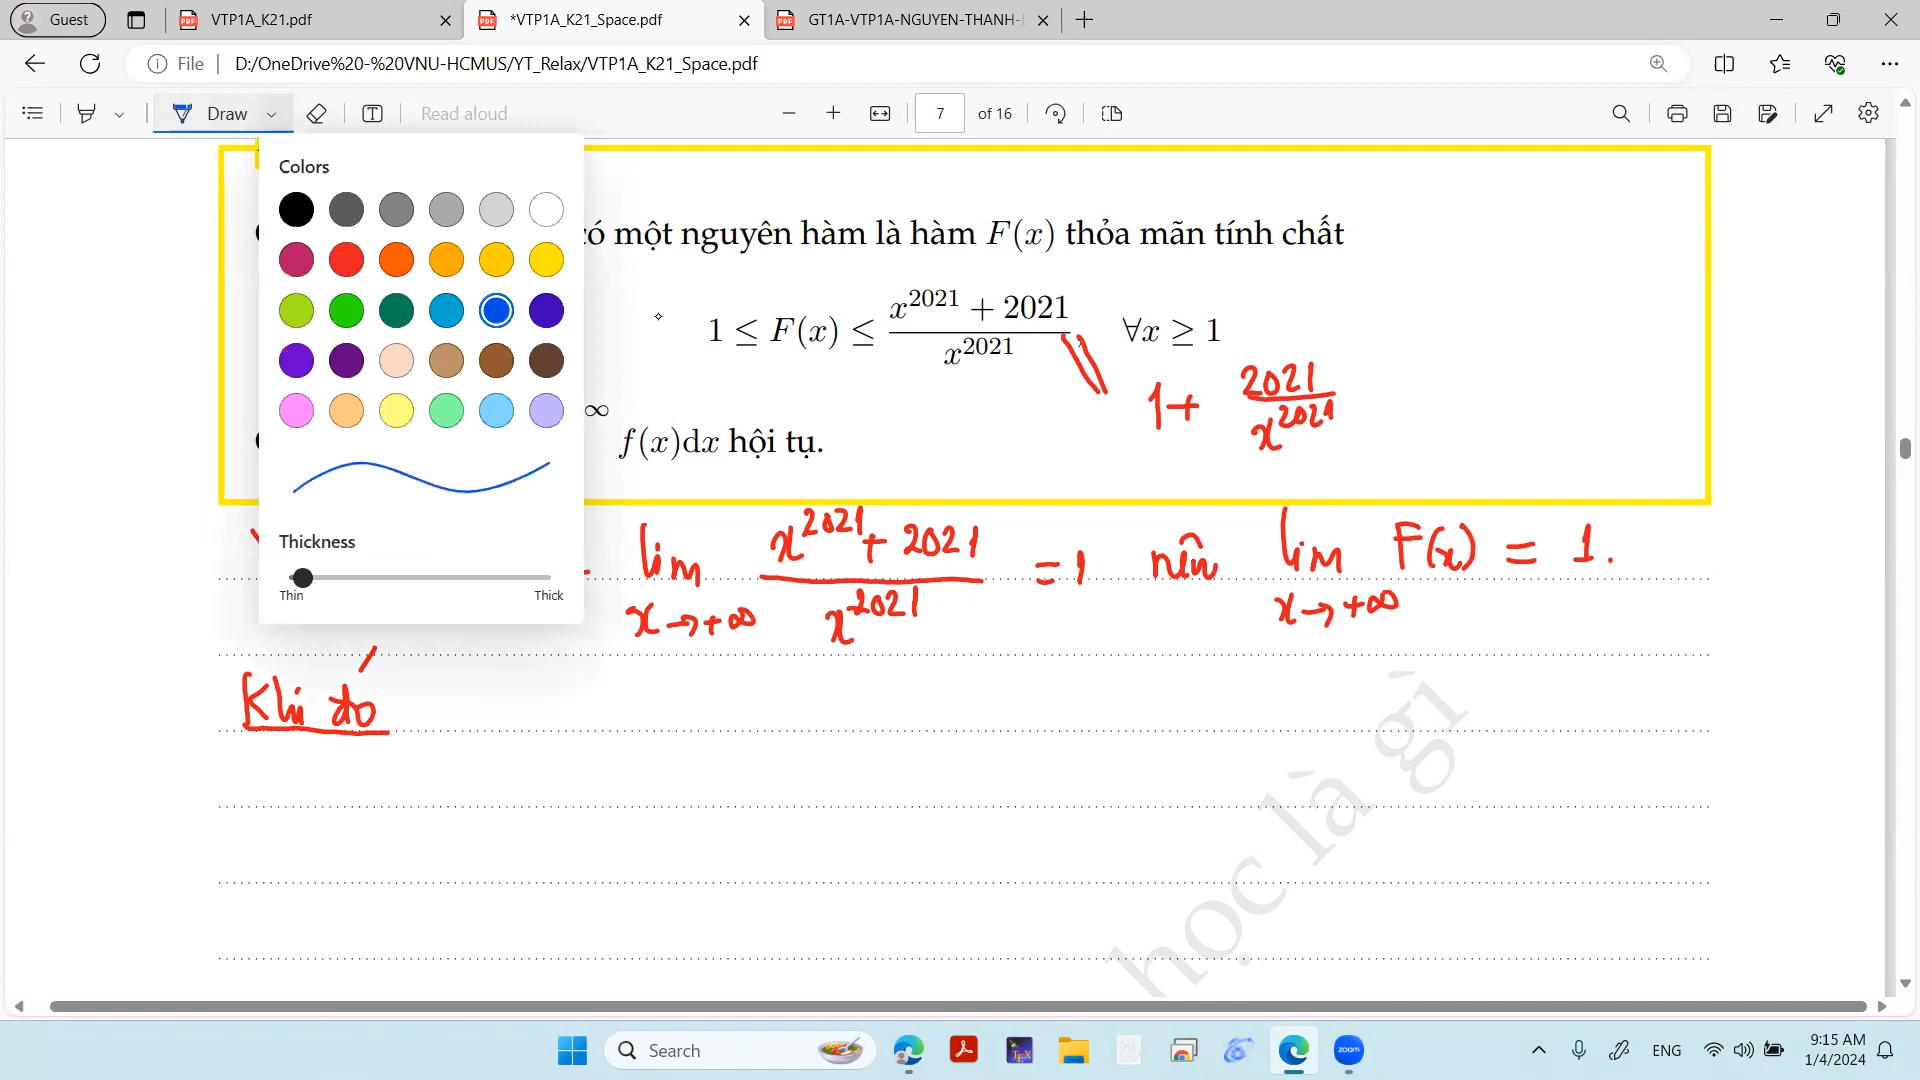 Guest
VTP1A_K21.pdf
*VTP1A_K21_Space.pdf
GT1A-VTP1A-NGUYEN-THANH-
File
D:/OneDrive%20-%20VNU-HCMUS/YT_Relax/VTP1A_K21_Space.pdf
Draw
Read aloud
7 of 16
Colors
Thickness
Thin Thick
có một nguyên hàm là hàm F(x) thỏa mãn tính chất
1 ≤ F(x) ≤ (x^2021 + 2021)/x^2021, ∀x ≥ 1
1 + 2021/x^2021
∞
f(x)dx hội tụ.
lim x→+∞ (x^2021 + 2021)/x^2021 = 1 nên lim x→+∞ F(x) = 1.
Khi đó
học là gì
Search
zoom
ENG
9:15 AM
1/4/2024